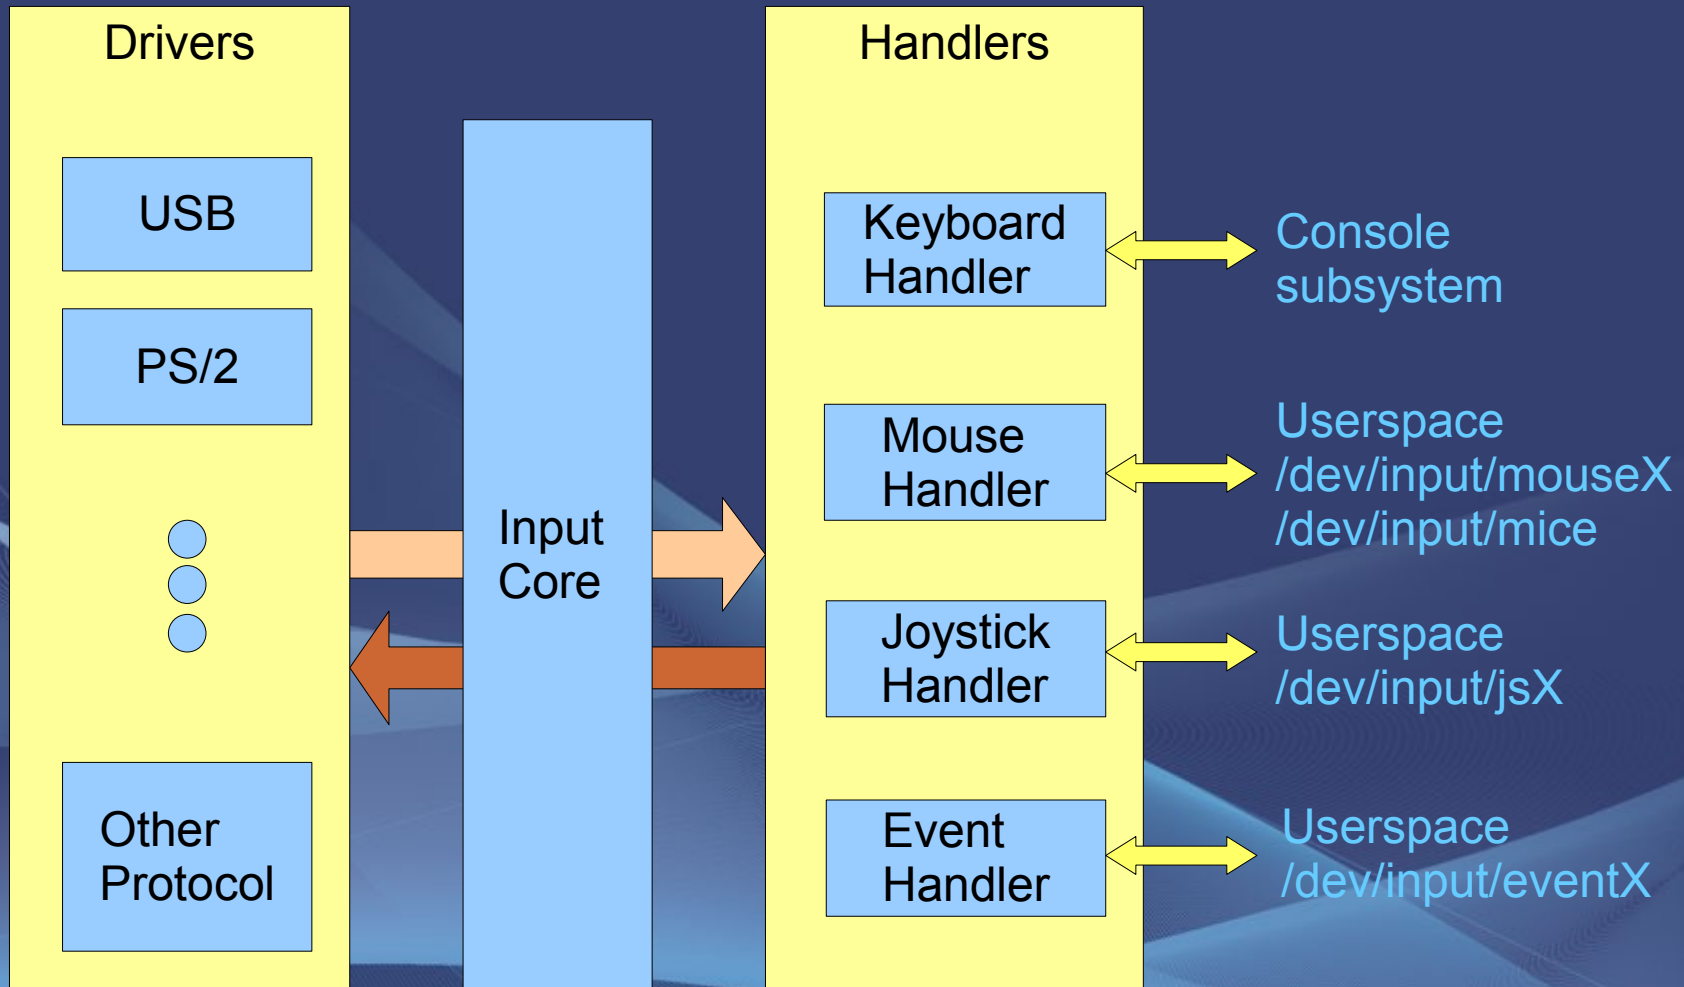 Drivers
USB
PS/2
Other
Protocol
Input
Core
Handlers
Keyboard
Handler
Mouse
Handler
Joystick
Handler
Event
Handler
Console
subsystem
Userspace
/dev/input/mouseX
/dev/input/mice
Userspace
/dev/input/jsX
Userspace
/dev/input/eventX